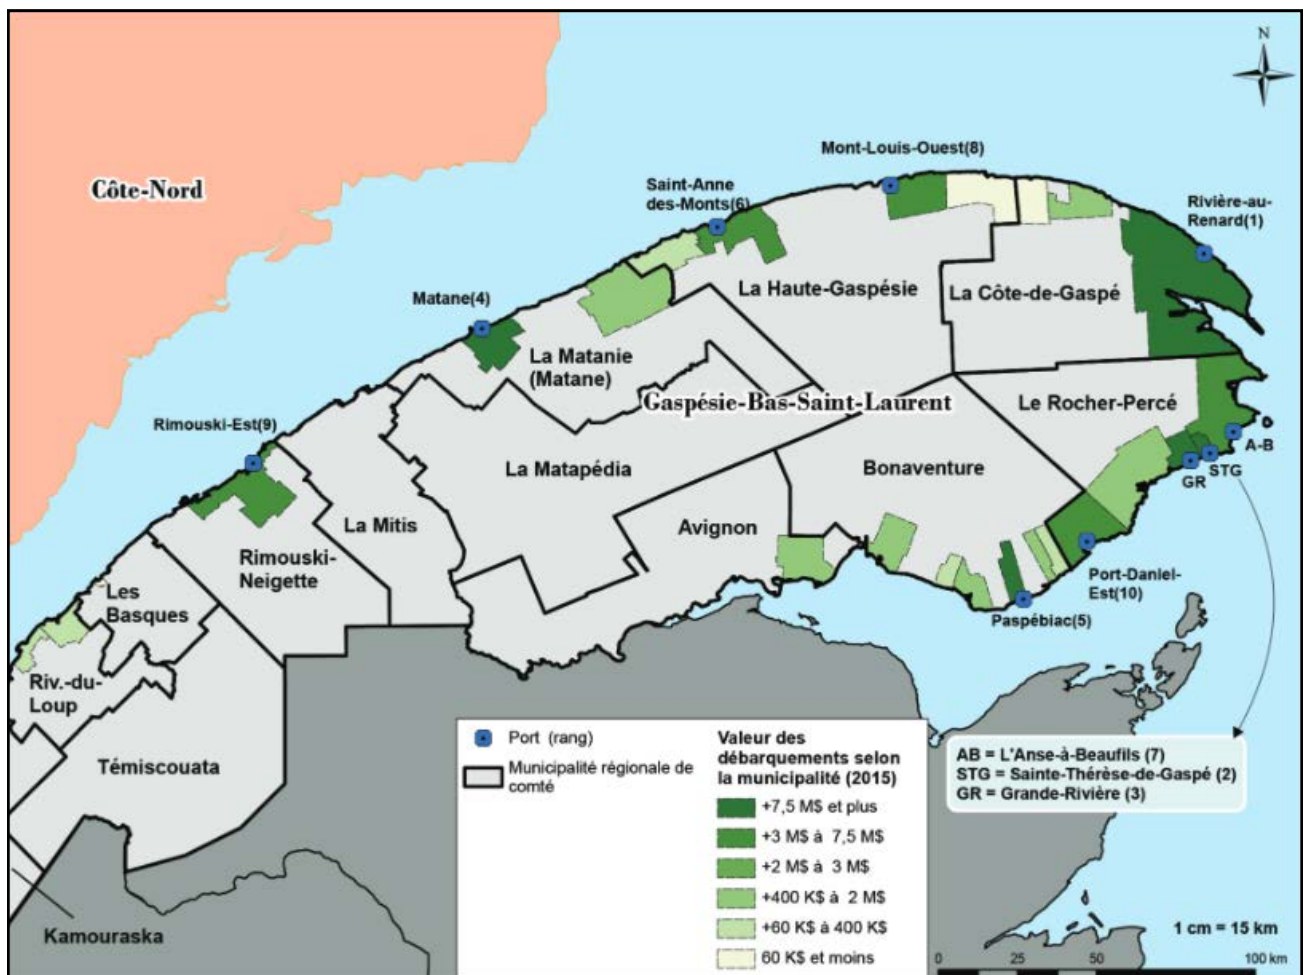 N
Mont-Louis-Ouest(8)
Côte-Nord
Saint-Anne
des-Monts(6)
Rivière-au-
Renard(1)
La Haute-Gaspésie
La Côte-de-Gaspé
Matane(4)
La Matanie
(Matane)
Gaspésie-Bas-Saint-Laurent
Le Rocher-Percé
Rimouski-Est(9)
A-B
STG
GR
La Matapédia
Bonaventure
La Mitis
Avignon
Rimouski-
Neigette
Port-Daniel-
Est(10)
Les
Basques
Paspébiac(5)
Riv.-du-
Loup
Témiscouata
Kamouraska
Port (rang)
Municipalité régionale de
comté
Valeur des
débarquements selon
la municipalité (2015)
+7,5 M$ et plus
+3 M$ à 7,5 M$
+2 M$ à 3 M$
+400 K$ à 2 M$
+60 K$ à 400 K$
60 K$ et moins
AB = L'Anse-à-Beaufils (7)
STG = Sainte-Thérèse-de-Gaspé (2)
GR = Grande-Rivière (3)
1 cm = 15 km
0 25 50 100 km